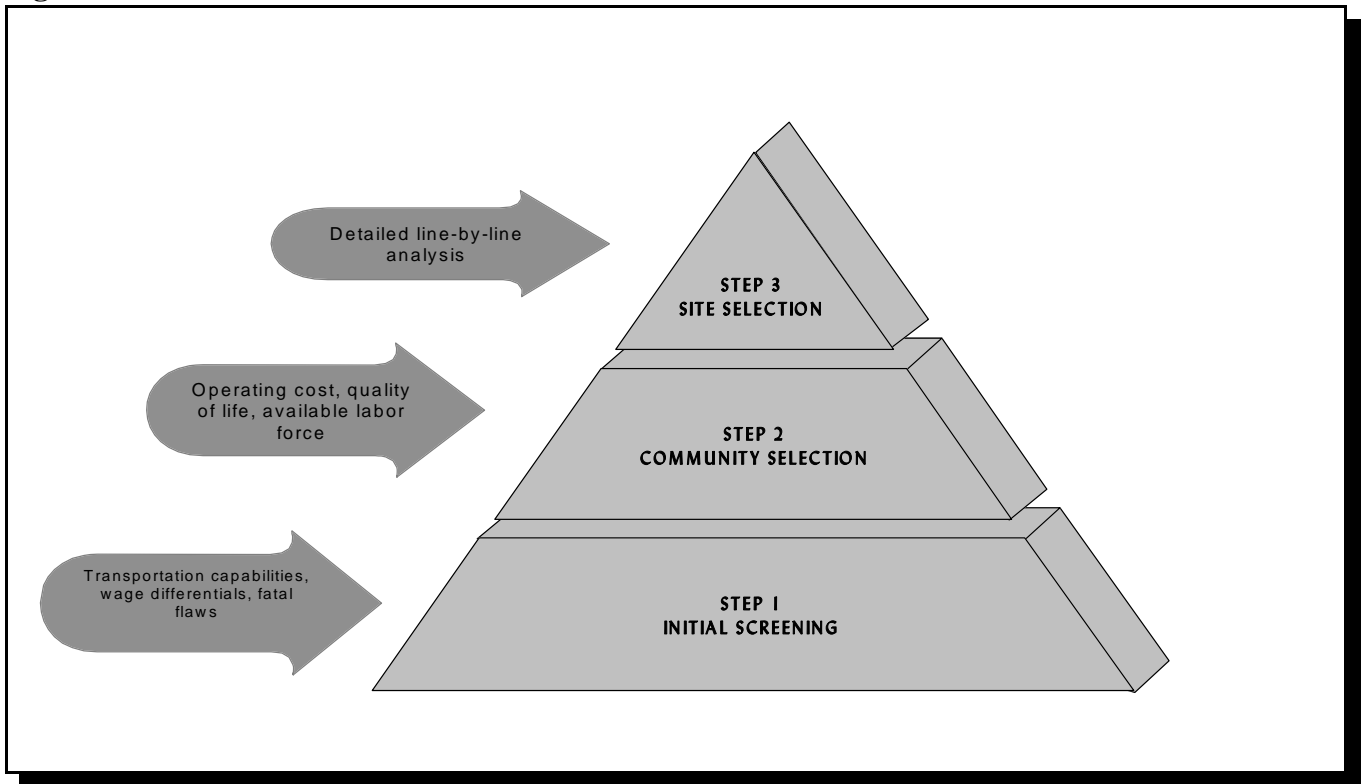 Detailed line-by-line
analysis
STEP 3
SITE SELECTION
Operating cost, quality
of life, available labor
force
STEP 2
COMMUNITY SELECTION
Transportation capabilities,
wage differentials, fatal
flaws
STEP 1
INITIAL SCREENING